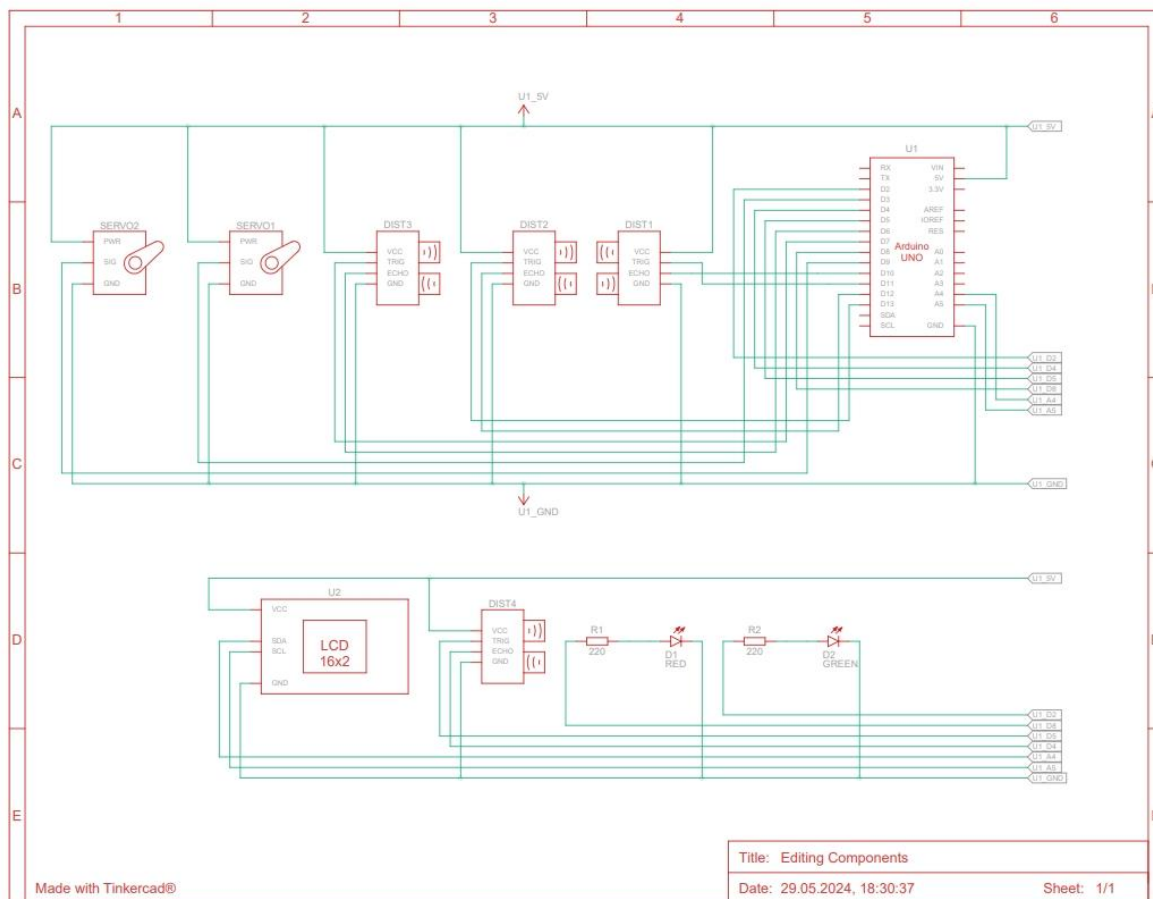 1 2 3 4 5 6
A
B
C
D
E
U1_5V
U1_5V
U1
RX VIN
TX 5V
D2 3.3V
D3
D4 AREF
D5 IOREF
D6 RES
D7
D8 A0
D9 A1
D10 A2
D11 A3
D12 A4
D13 A5
SDA
SCL GND
Arduino
UNO
SERVO2
PWR
SIG
GND
SERVO1
PWR
SIG
GND
DIST3
VCC
TRIG
ECHO
GND
DIST2
VCC
TRIG
ECHO
GND
DIST1
VCC
TRIG
ECHO
GND
U1_D2
U1_D4
U1_D5
U1_D8
U1_A4
U1_A5
U1_GND
U1_GND
U1_5V
U2
VCC
SDA
SCL
GND
LCD
16x2
DIST4
VCC
TRIG
ECHO
GND
R1
220
D1
RED
R2
220
D2
GREEN
U1_D2
U1_D8
U1_D5
U1_D4
U1_A4
U1_A5
U1_GND
Title: Editing Components
Made with Tinkercad®
Date: 29.05.2024, 18:30:37 Sheet: 1/1